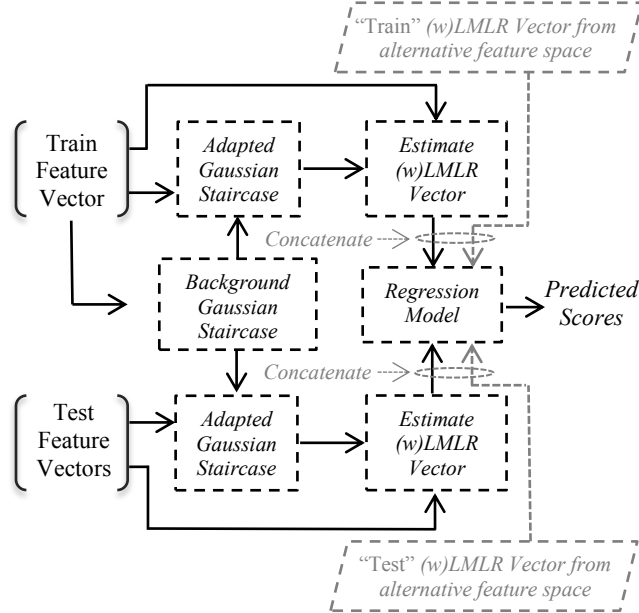 “Train” (w)LMLR Vector from
alternative feature space
Train
Feature
Vector
Adapted
Gaussian
Staircase
Estimate
(w)LMLR
Vector
Concatenate
Background
Gaussian
Staircase
Regression
Model
Predicted
Scores
Concatenate
Test
Feature
Vectors
Adapted
Gaussian
Staircase
Estimate
(w)LMLR
Vector
“Test” (w)LMLR Vector from
alternative feature space